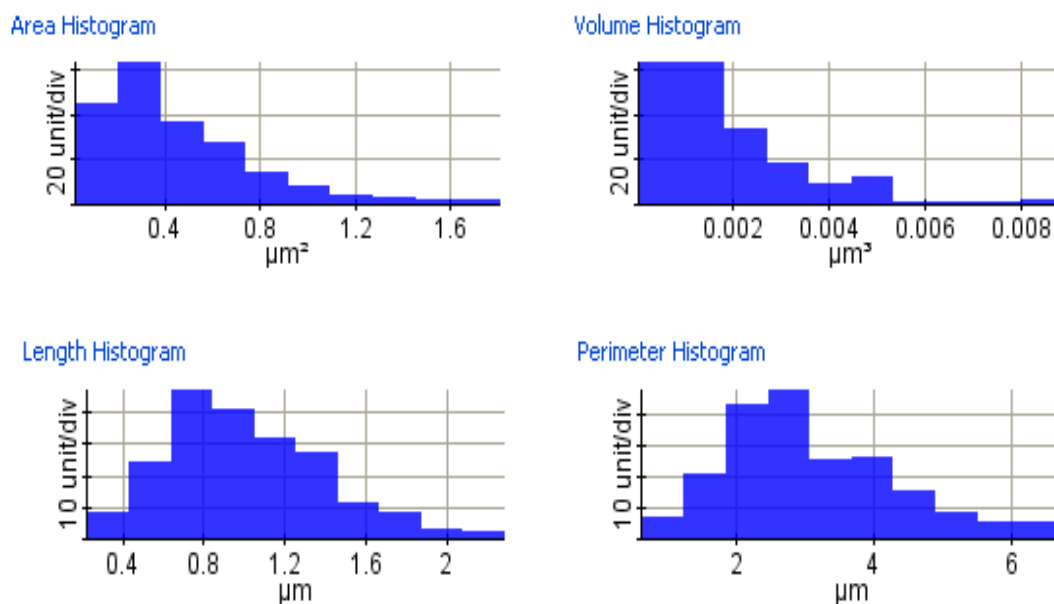 Area Histogram
20 unit/div
0.4 0.8 1.2 1.6
µm²
Volume Histogram
20 unit/div
0.002 0.004 0.006 0.008
µm³
Length Histogram
10 unit/div
0.4 0.8 1.2 1.6 2
µm
Perimeter Histogram
10 unit/div
2 4 6
µm